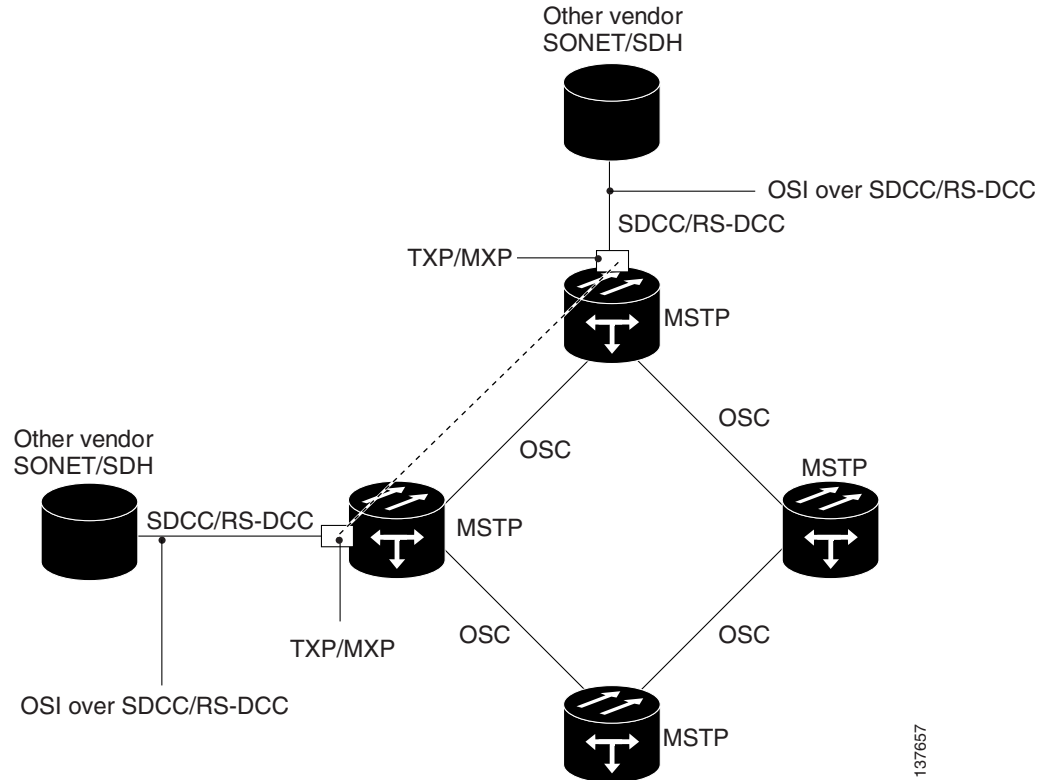 Other vendor
SONET/SDH
OSI over SDCC/RS-DCC
SDCC/RS-DCC
TXP/MXP
MSTP
OSC
OSC
Other vendor
SONET/SDH
MSTP
SDCC/RS-DCC
MSTP
OSC
OSC
TXP/MXP
OSI over SDCC/RS-DCC
MSTP
137657